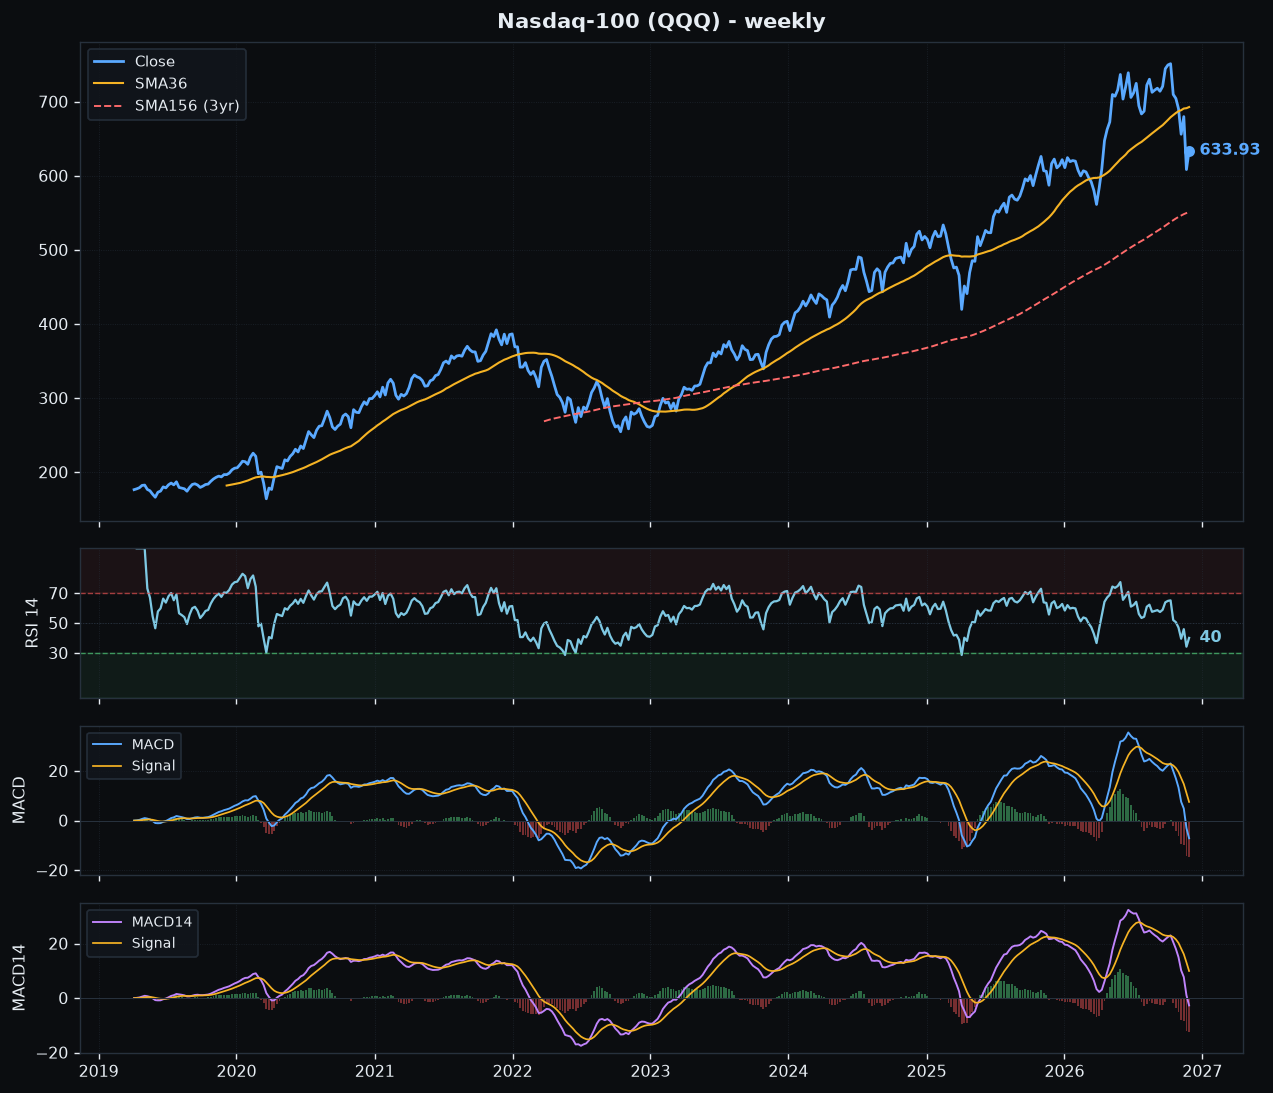 Nasdaq-100 (QQQ) - weekly
Close
SMA36
SMA156 (3yr)
700
600
500
400
300
200
633.93
RSI 14
70
50
30
40
MACD
MACD
Signal
20
0
−20
MACD14
MACD14
Signal
20
0
−20
2019 2020 2021 2022 2023 2024 2025 2026 2027